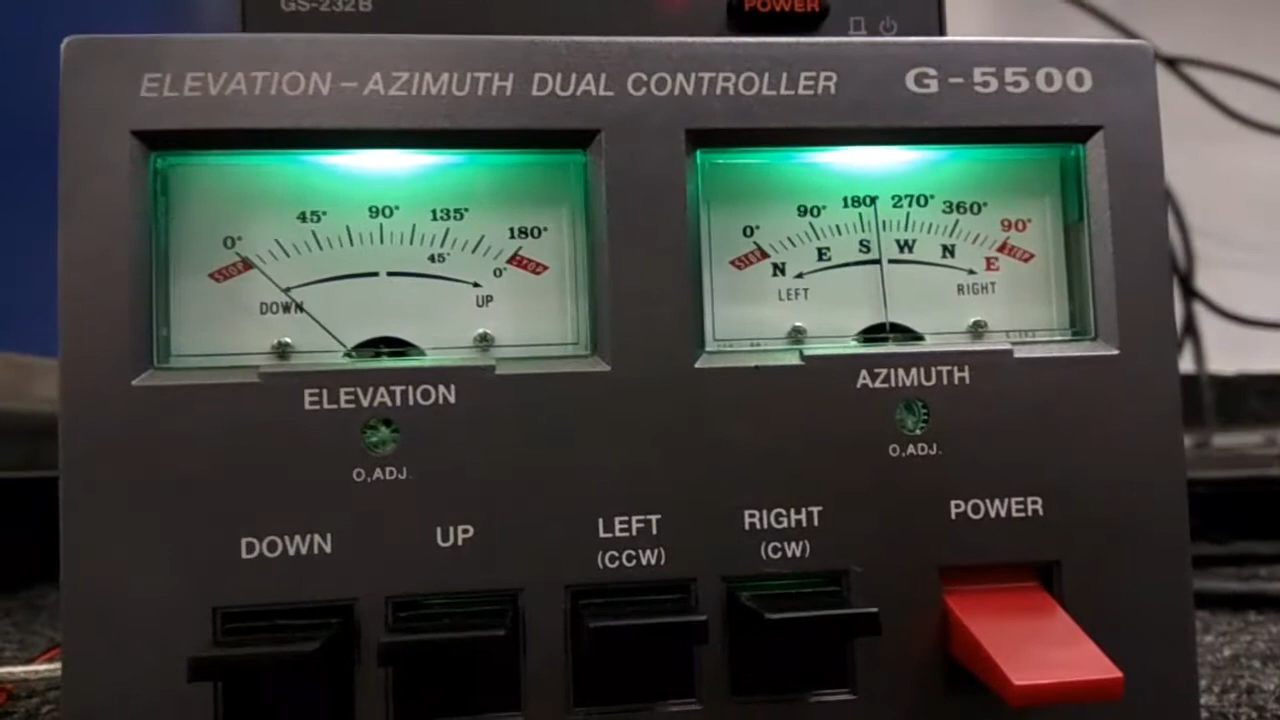 GS-232B
POWER
ELEVATION – AZIMUTH DUAL CONTROLLER G-5500
0° 45° 90° 135° 180°
STOP 45° 0° STOP
DOWN UP
0° 90° 180° 270° 360° 90°
STOP N E S W N E STOP
LEFT RIGHT
ELEVATION
O,ADJ.
AZIMUTH
O,ADJ.
DOWN
UP
LEFT
(CCW)
RIGHT
(CW)
POWER